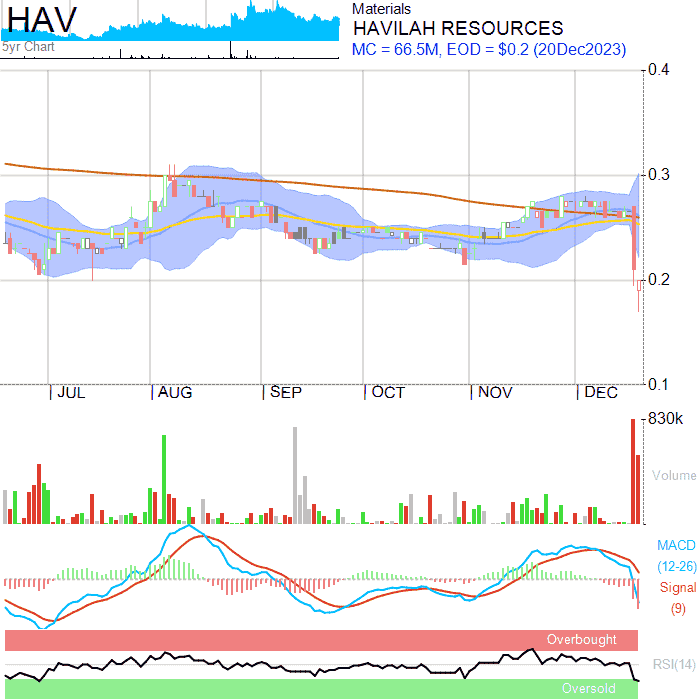 HAV
5yr Chart
Materials
HAVILAH RESOURCES
MC = 66.5M, EOD = $0.2 (20Dec2023)
0.4
0.3
0.2
0.1
JUL AUG SEP OCT NOV DEC
830k
Volume
MACD
(12-26)
Signal
(9)
Overbought
RSI(14)
Oversold